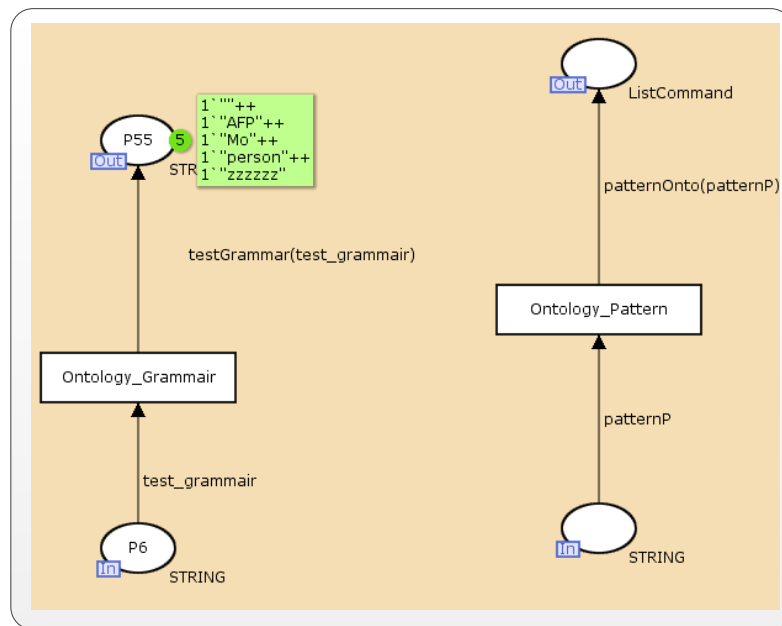 P55
Out
5
1`""++
1`"AFP"++
1`"Mo"++
1`"person"++
1`"zzzzzz"
STR
testGrammar(test_grammair)
Ontology_Grammair
test_grammair
P6
In
STRING
Out
ListCommand
patternOnto(patternP)
Ontology_Pattern
patternP
In
STRING